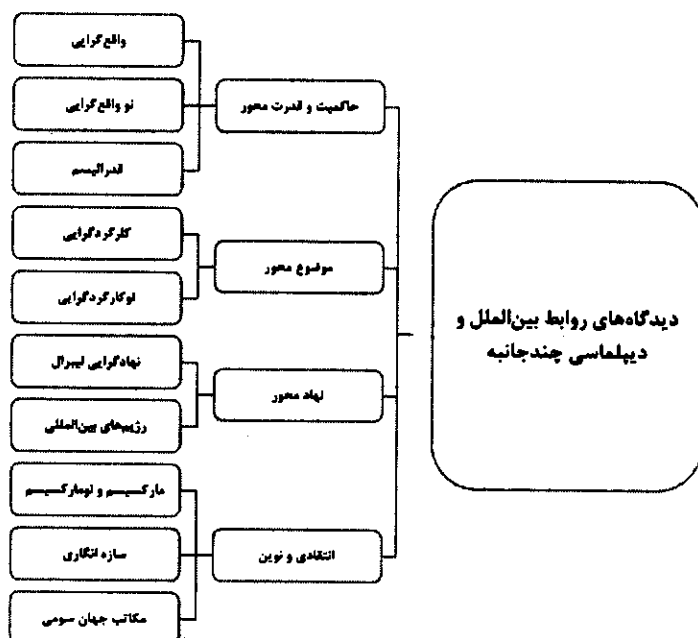 دیدگاه‌های روابط بین‌الملل و
دیپلماسی چندجانبه
حاکمیت و قدرت محور
واقع‌گرایی
نو واقع‌گرایی
فدرالیسم
موضوع محور
کارکردگرایی
نوکارکردگرایی
نهاد محور
نهادگرایی لیبرال
رژیم‌های بین‌المللی
انتقادی و نوین
مارکسیسم و نومارکسیسم
سازه انگاری
مکاتب جهان سومی